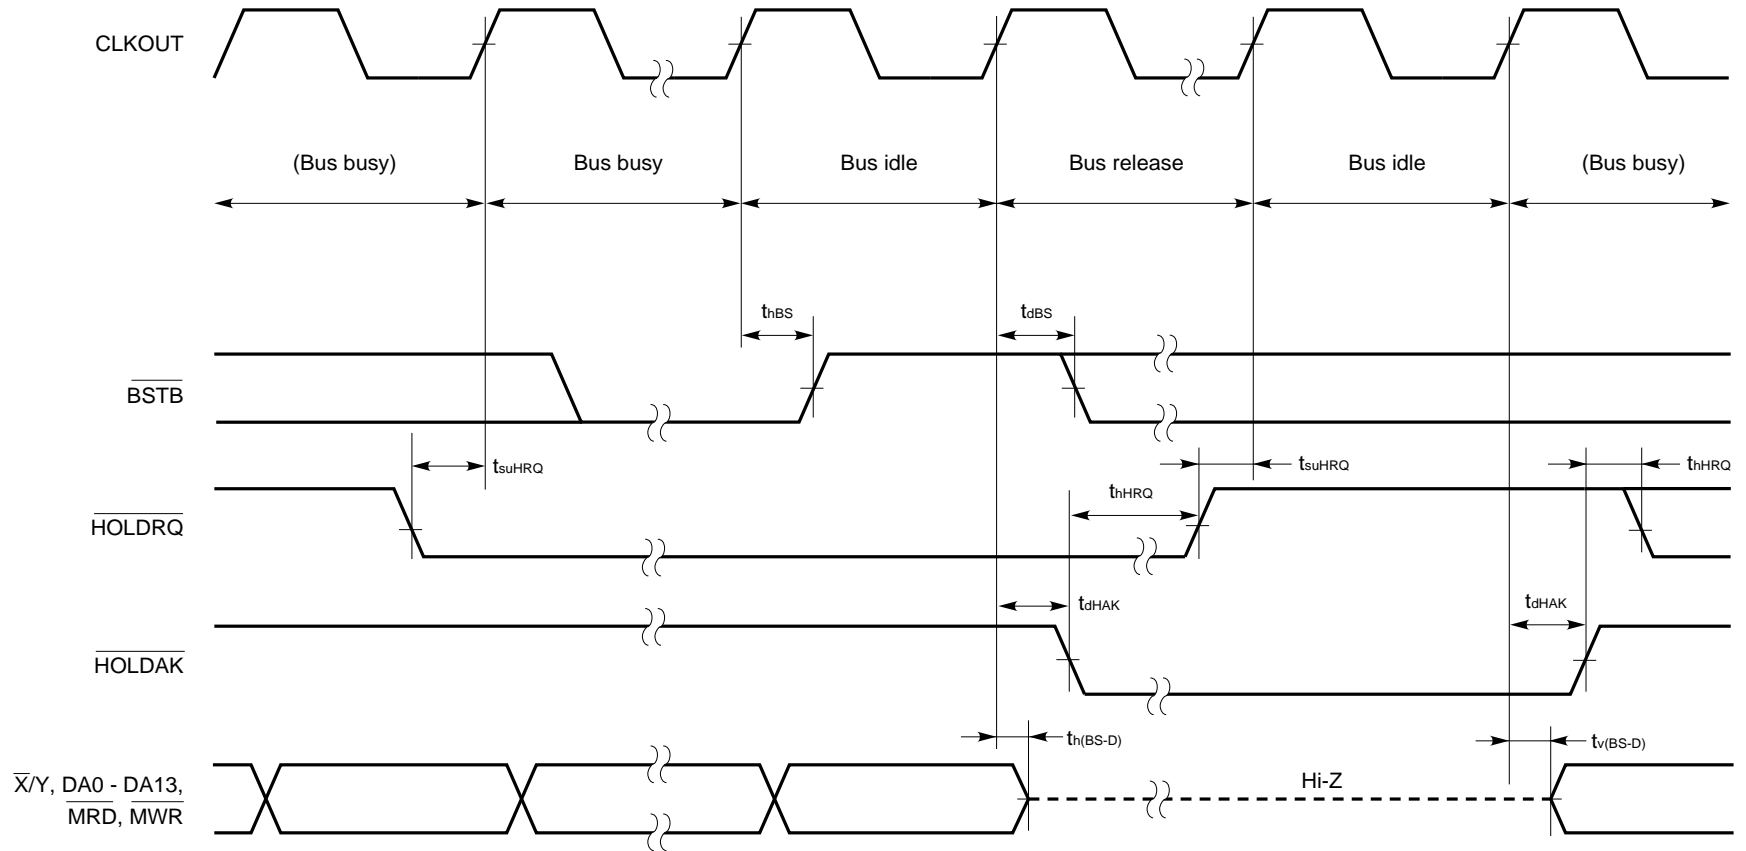 CLKOUT
(Bus busy) Bus busy Bus idle Bus release Bus idle (Bus busy)
thBS tdBS
BSTB
tsuHRQ tsuHRQ thHRQ
thHRQ
HOLDRQ
tdHAK tdHAK
HOLDAK
th(BS-D) tv(BS-D)
X̅/Y, DA0 - DA13,
MRD, MWR
Hi-Z